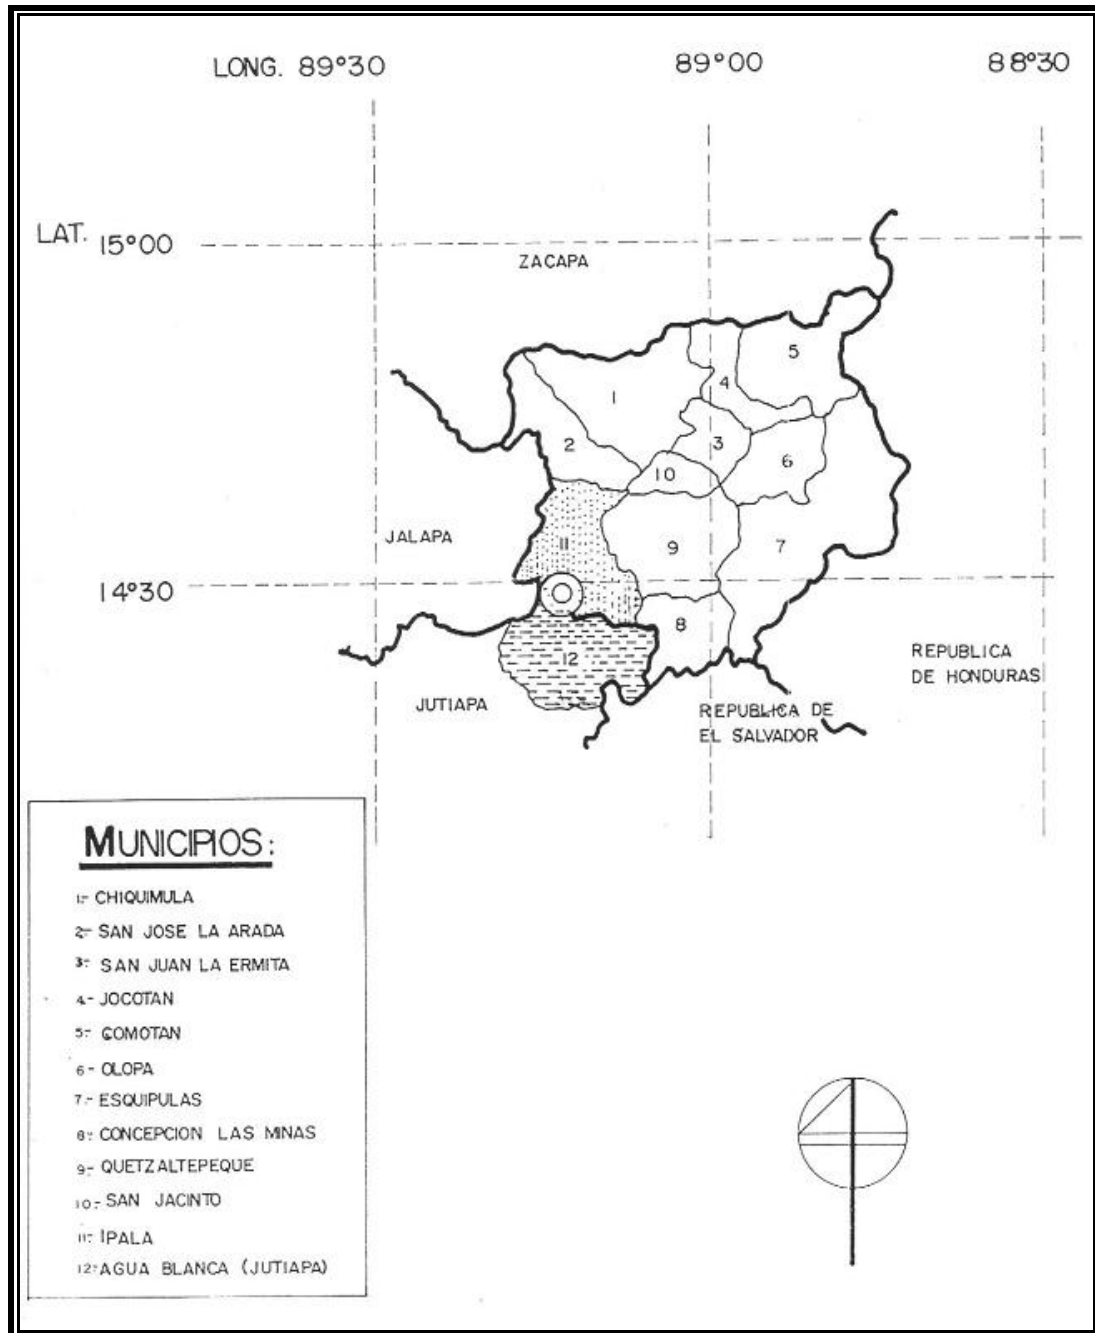 LONG. 89°30 89°00 88°30
LAT. 15°00
ZACAPA
5
4
1
3
2
6
10
JALAPA
11
9
7
14°30
8
12
REPUBLICA
DE HONDURAS
JUTIAPA
REPUBLICA DE
EL SALVADOR
MUNICIPIOS:
1.- CHIQUIMULA
2.- SAN JOSE LA ARADA
3.- SAN JUAN LA ERMITA
4.- JOCOTAN
5.- COMOTAN
6.- OLOPA
7.- ESQUIPULAS
8.- CONCEPCION LAS MINAS
9.- QUETZALTEPEQUE
10.- SAN JACINTO
11.- IPALA
12.- AGUA BLANCA (JUTIAPA)